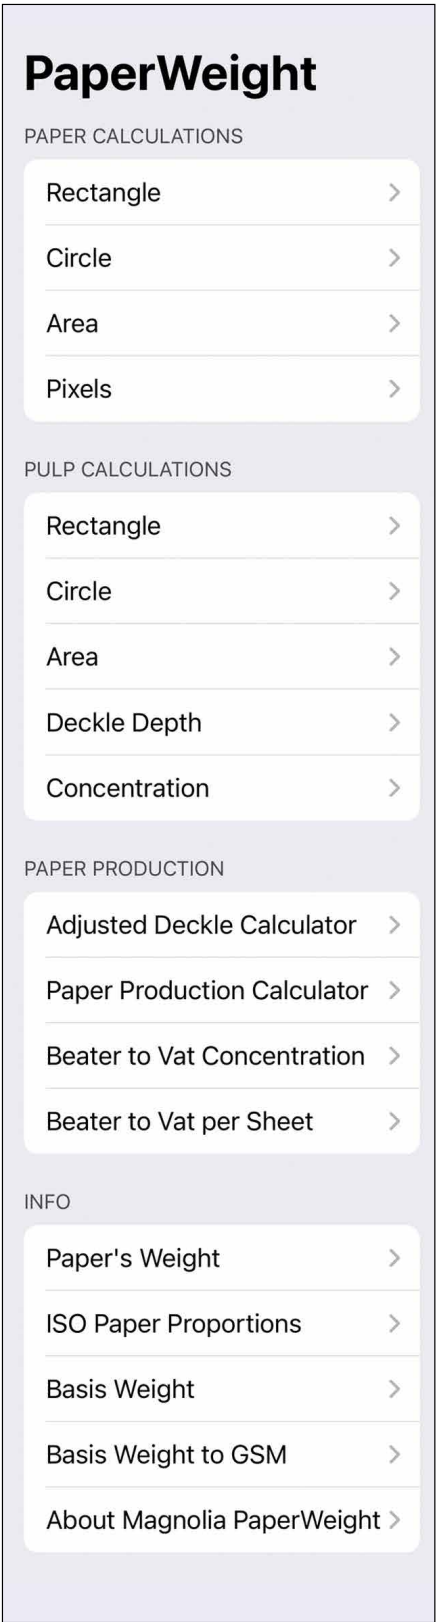 PaperWeight
PAPER CALCULATIONS
Rectangle
Circle
Area
Pixels
PULP CALCULATIONS
Rectangle
Circle
Area
Deckle Depth
Concentration
PAPER PRODUCTION
Adjusted Deckle Calculator
Paper Production Calculator
Beater to Vat Concentration
Beater to Vat per Sheet
INFO
Paper's Weight
ISO Paper Proportions
Basis Weight
Basis Weight to GSM
About Magnolia PaperWeight